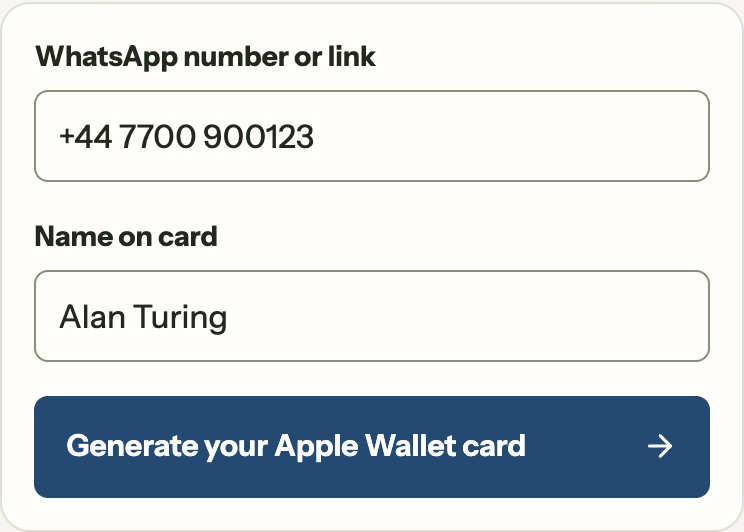 WhatsApp number or link
+44 7700 900123
Name on card
Alan Turing
Generate your Apple Wallet card